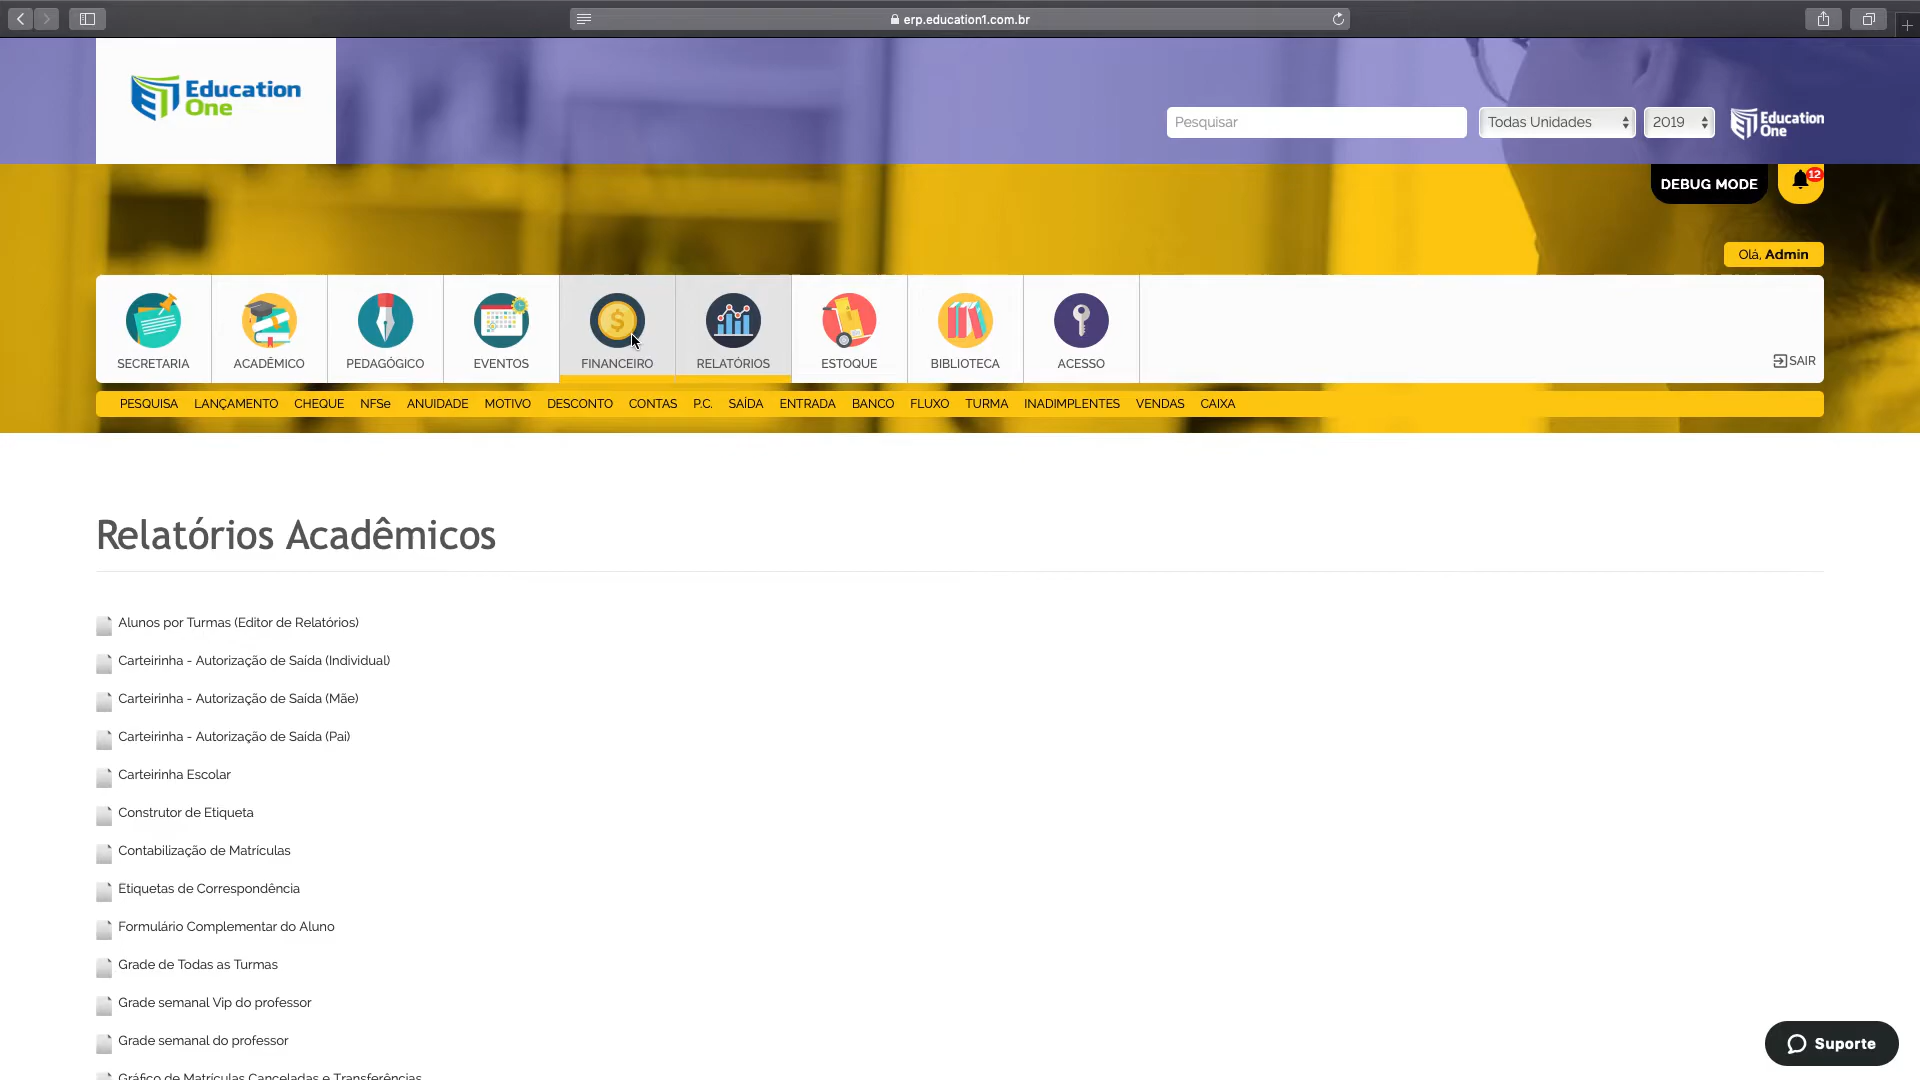 erp.education1.com.br
Education
One
Pesquisar
Todas Unidades
2019
Education
One
DEBUG MODE
12
Olá, Admin
SECRETARIA
ACADÊMICO
PEDAGÓGICO
EVENTOS
FINANCEIRO
RELATÓRIOS
ESTOQUE
BIBLIOTECA
ACESSO
SAIR
PESQUISA LANÇAMENTO CHEQUE NFSe ANUIDADE MOTIVO DESCONTO CONTAS P.C. SAÍDA ENTRADA BANCO FLUXO TURMA INADIMPLENTES VENDAS CAIXA
Relatórios Acadêmicos
Alunos por Turmas (Editor de Relatórios)
Carteirinha - Autorização de Saída (Individual)
Carteirinha - Autorização de Saída (Mãe)
Carteirinha - Autorização de Saída (Pai)
Carteirinha Escolar
Construtor de Etiqueta
Contabilização de Matrículas
Etiquetas de Correspondência
Formulário Complementar do Aluno
Grade de Todas as Turmas
Grade semanal Vip do professor
Grade semanal do professor
Gráfico de Matrículas Canceladas e Transferências
Suporte